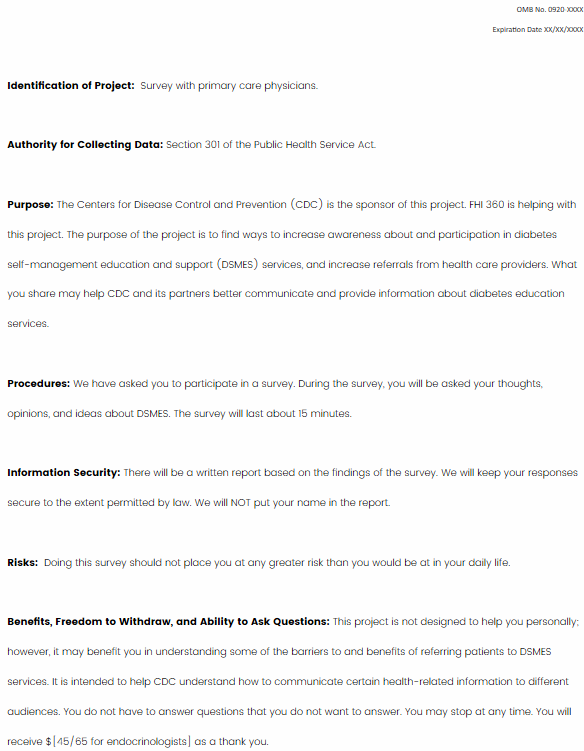 OMB No. 0920 XXXX
Expiration Date XX/XX/XXXX
Identification of Project: Survey with primary care physicians.
Authority for Collecting Data: Section 301 of the Public Health Service Act.
Purpose: The Centers for Disease Control and Prevention (CDC) is the sponsor of this project. FHI 360 is helping with
this project. The purpose of the project is to find ways to increase awareness about and participation in diabetes
self-management education and support (DSMES) services, and increase referrals from health care providers. What
you share may help CDC and its partners better communicate and provide information about diabetes education
services.
Procedures: We have asked you to participate in a survey. During the survey, you will be asked your thoughts,
opinions, and ideas about DSMES. The survey will last about 15 minutes.
Information Security: There will be a written report based on the findings of the survey. We will keep your responses
secure to the extent permitted by law. We will NOT put your name in the report.
Risks: Doing this survey should not place you at any greater risk than you would be at in your daily life.
Benefits, Freedom to Withdraw, and Ability to Ask Questions: This project is not designed to help you personally;
however, it may benefit you in understanding some of the barriers to and benefits of referring patients to DSMES
services. It is intended to help CDC understand how to communicate certain health-related information to different
audiences. You do not have to answer questions that you do not want to answer. You may stop at any time. You will
receive $[45/65 for endocrinologists] as a thank you.